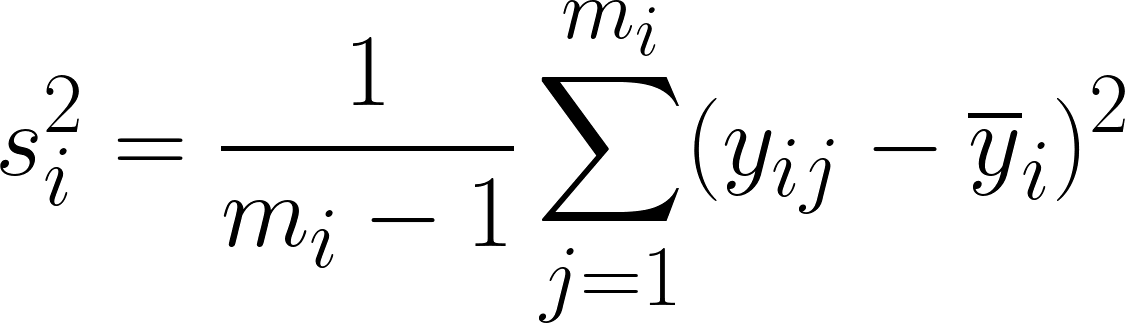 s_i^2 = \frac{1}{m_i - 1} \sum_{j=1}^{m_i} (y_{ij} - \overline{y}_i)^2